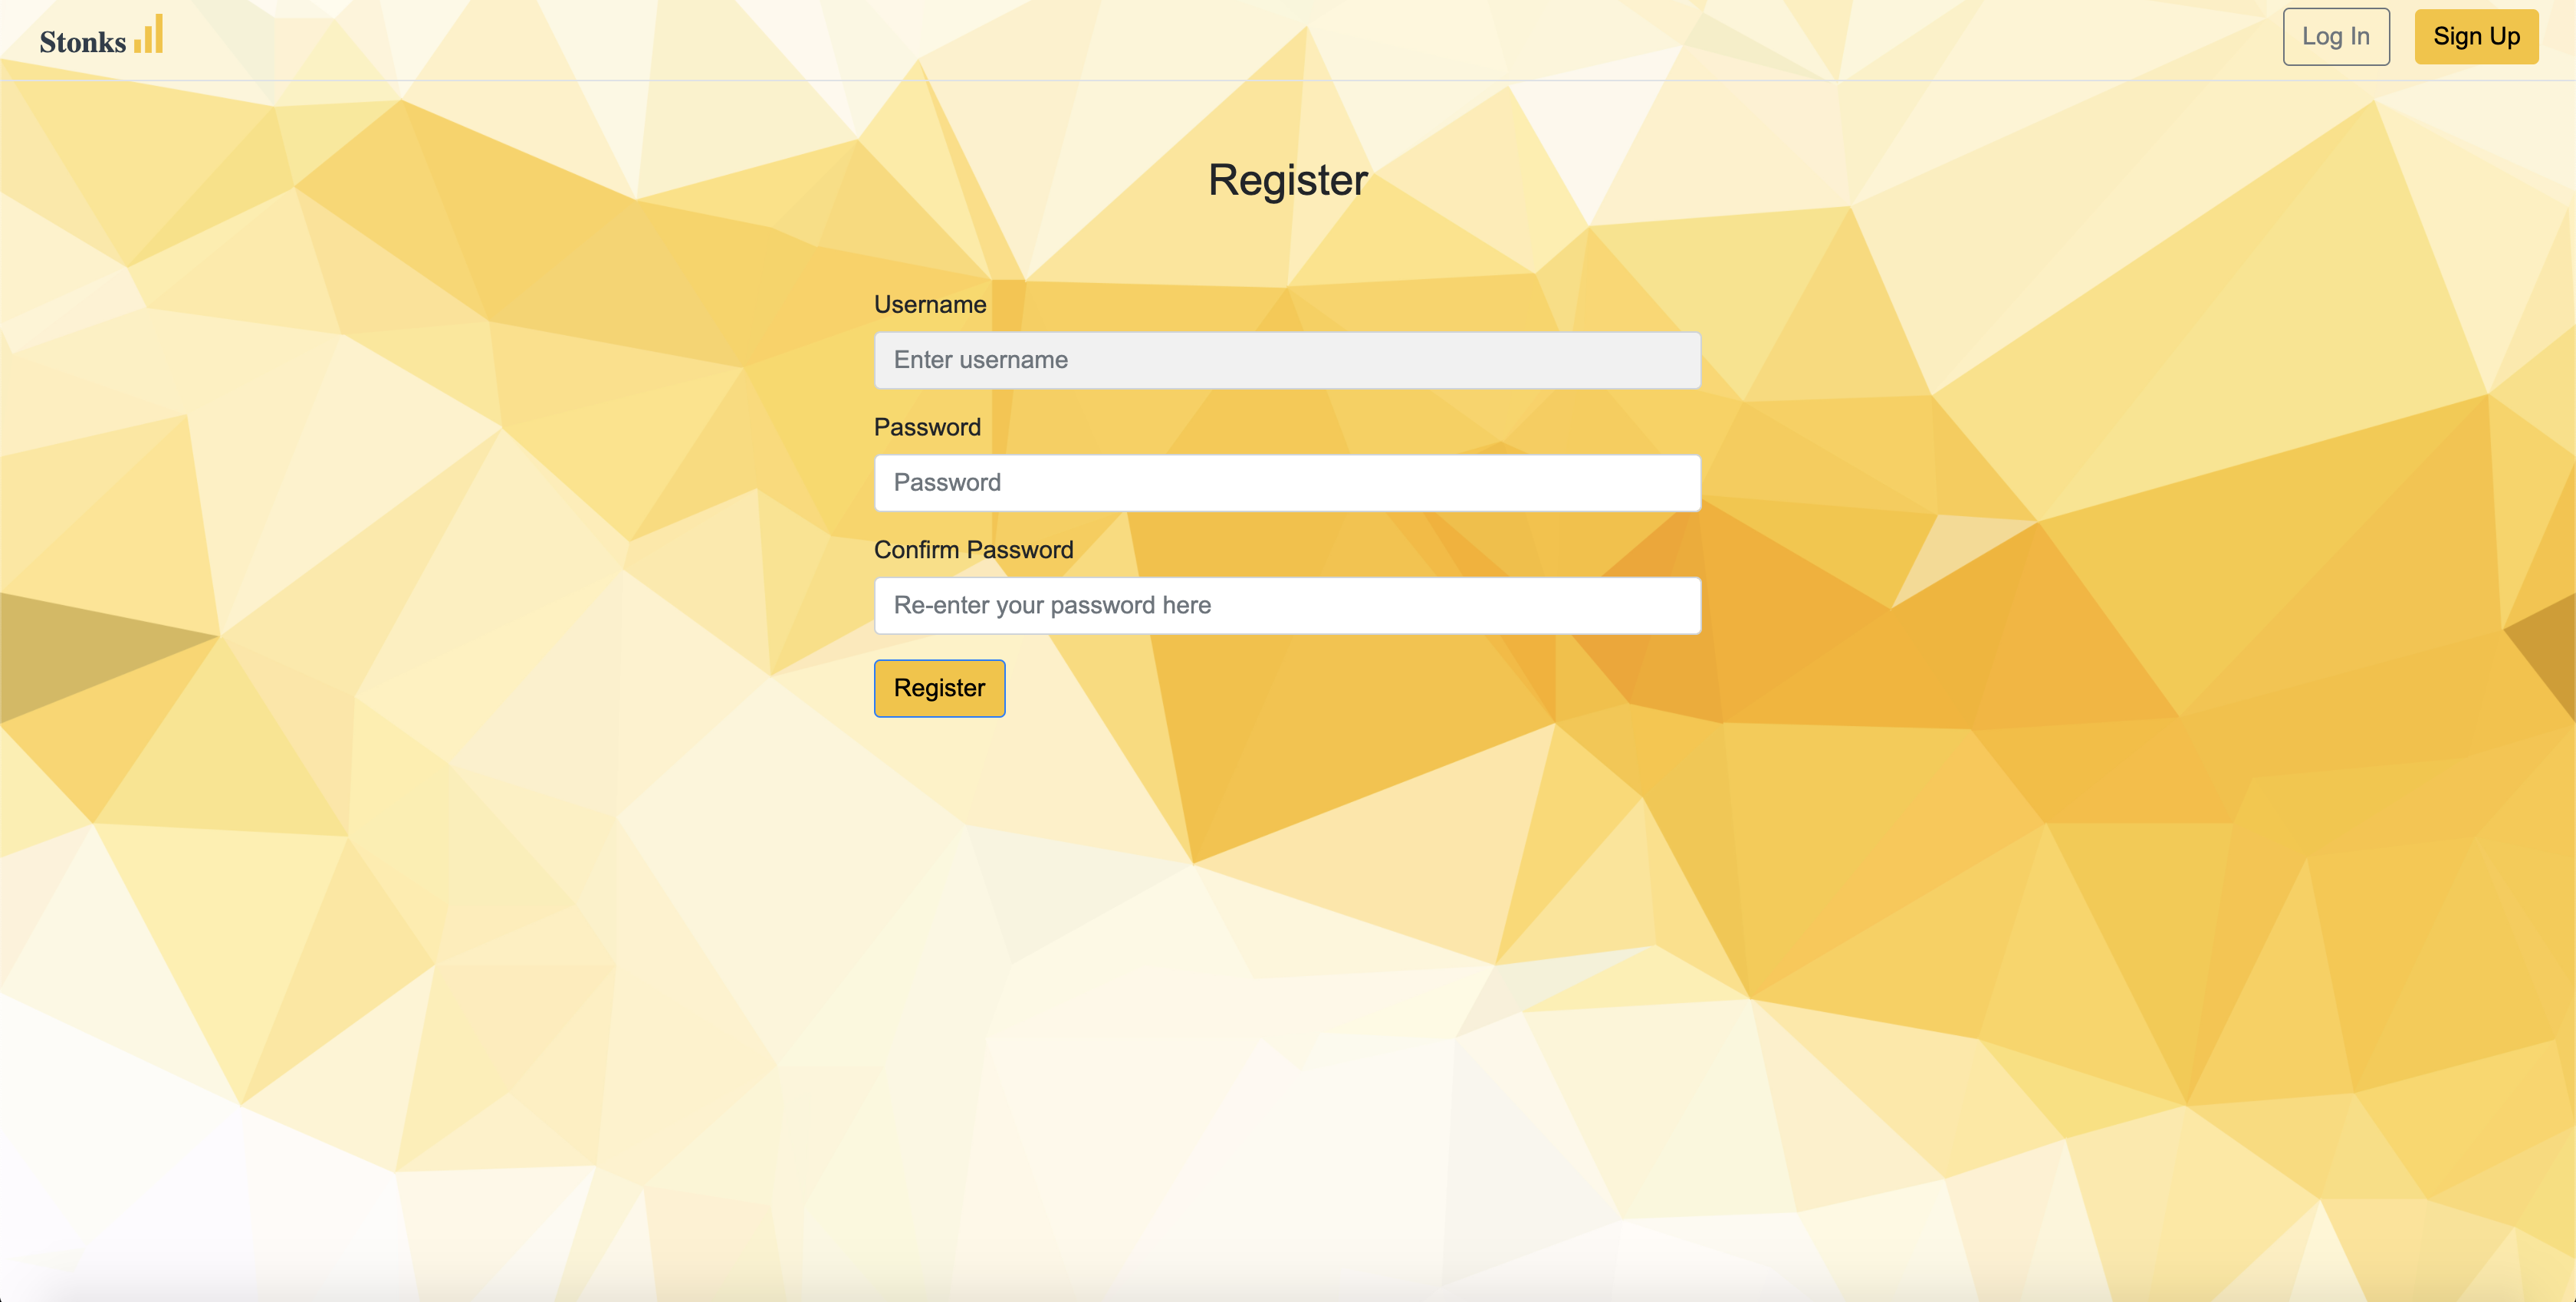 Stonks
Log In
Sign Up
Register
Username
Enter username
Password
Password
Confirm Password
Re-enter your password here
Register